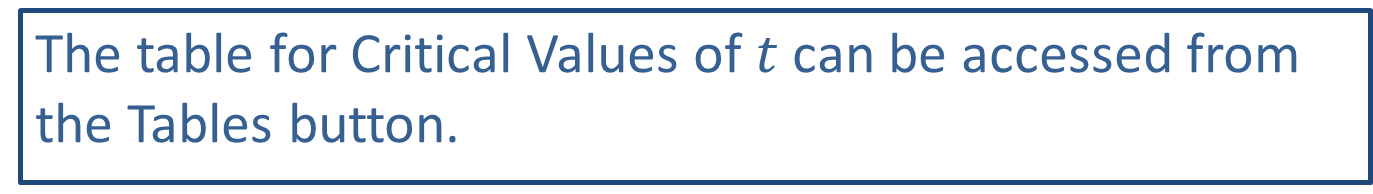 The table for Critical Values of t can be accessed from
the Tables button.